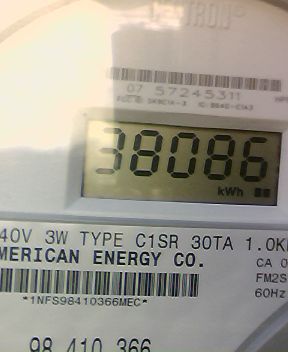 07 57245311
38086
kWh
40V 3W TYPE C1SR 30TA 1.0K
MERICAN ENERGY CO.
CA 0
FM2S
60Hz
*1NFS98410366MEC*
98 410 366